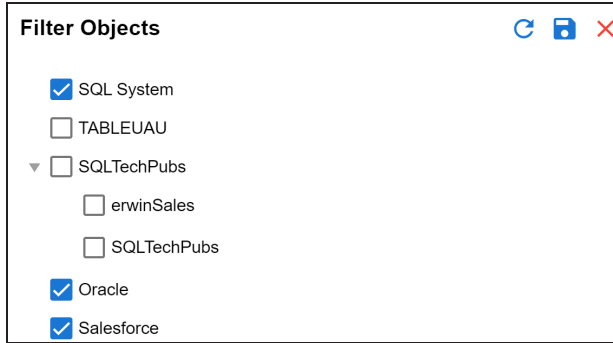 Filter Objects
SQL System
TABLEUAU
SQLTechPubs
erwinSales
SQLTechPubs
Oracle
Salesforce